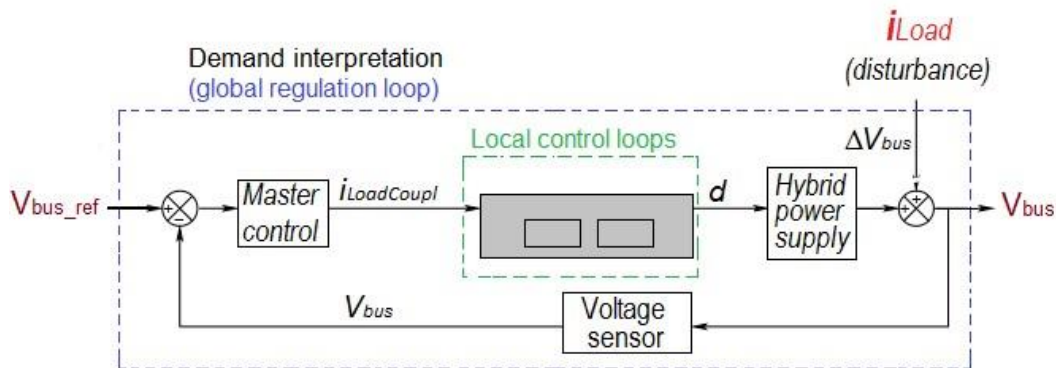 Demand interpretation
(global regulation loop)
iLoad
(disturbance)
Local control loops
ΔVbus
Vbus_ref
+
−
Master
control
iLoadCoupl
d
Hybrid
power
supply
+
+
Vbus
Vbus
Voltage
sensor